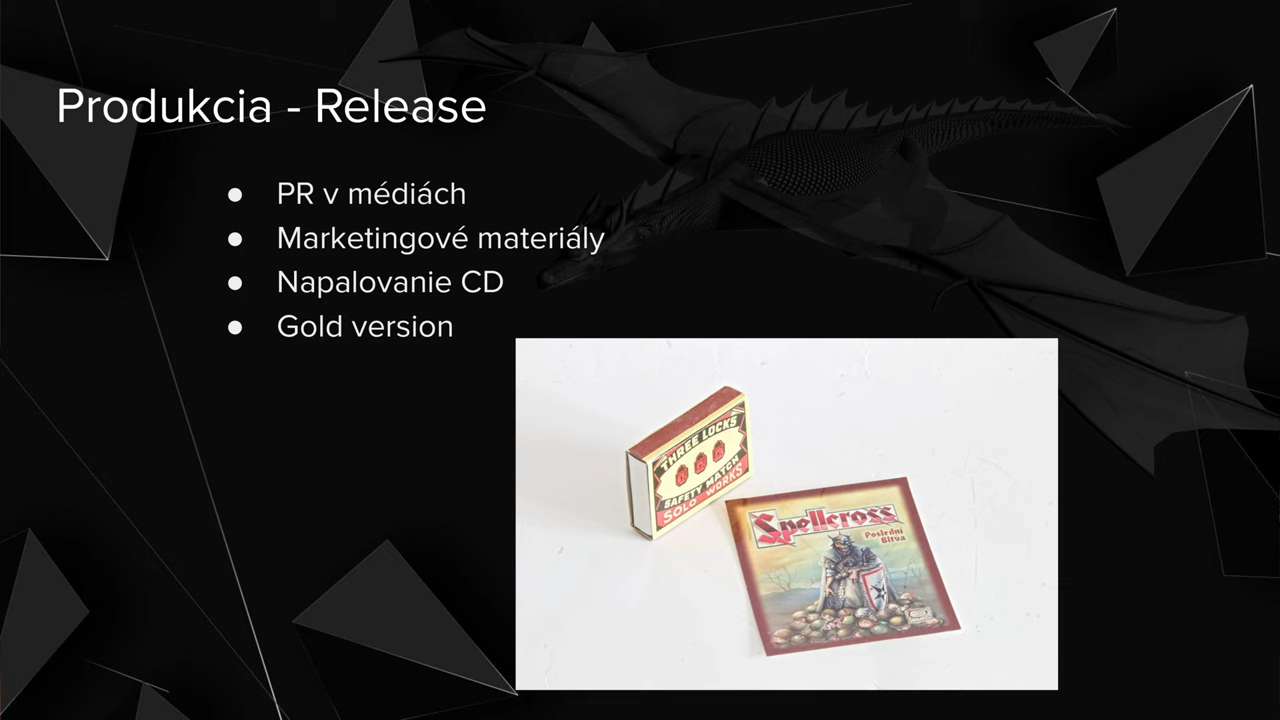 Produkcia - Release
● PR v médiách
● Marketingové materiály
● Napalovanie CD
● Gold version
THREE LOCKS
SAFETY MATCH
SOLO WORKS
Spellcross
Poslední
Bitva